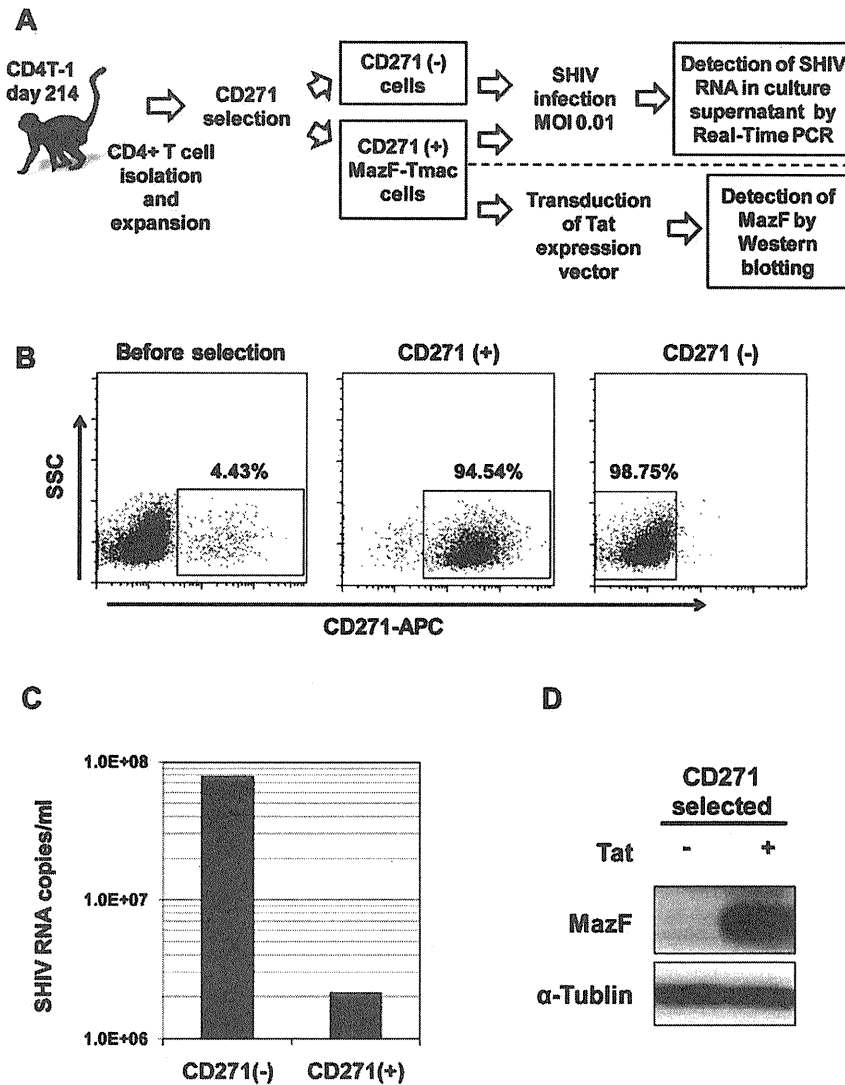 A
CD4T-1
day 214
CD4+ T cell
isolation
and
expansion
CD271
selection
CD271 (-)
cells
CD271 (+)
MazF-Tmac
cells
SHIV
infection
MOI 0.01
Detection of SHIV
RNA in culture
supernatant by
Real-Time PCR
Transduction
of Tat
expression
vector
Detection of
MazF by
Western
blotting
B
Before selection
CD271 (+)
CD271 (-)
SSC
4.43%
94.54%
98.75%
CD271-APC
C
SHIV RNA copies/ml
1.0E+08
1.0E+07
1.0E+06
CD271(-)
CD271(+)
D
CD271
selected
Tat - +
MazF
α-Tublin